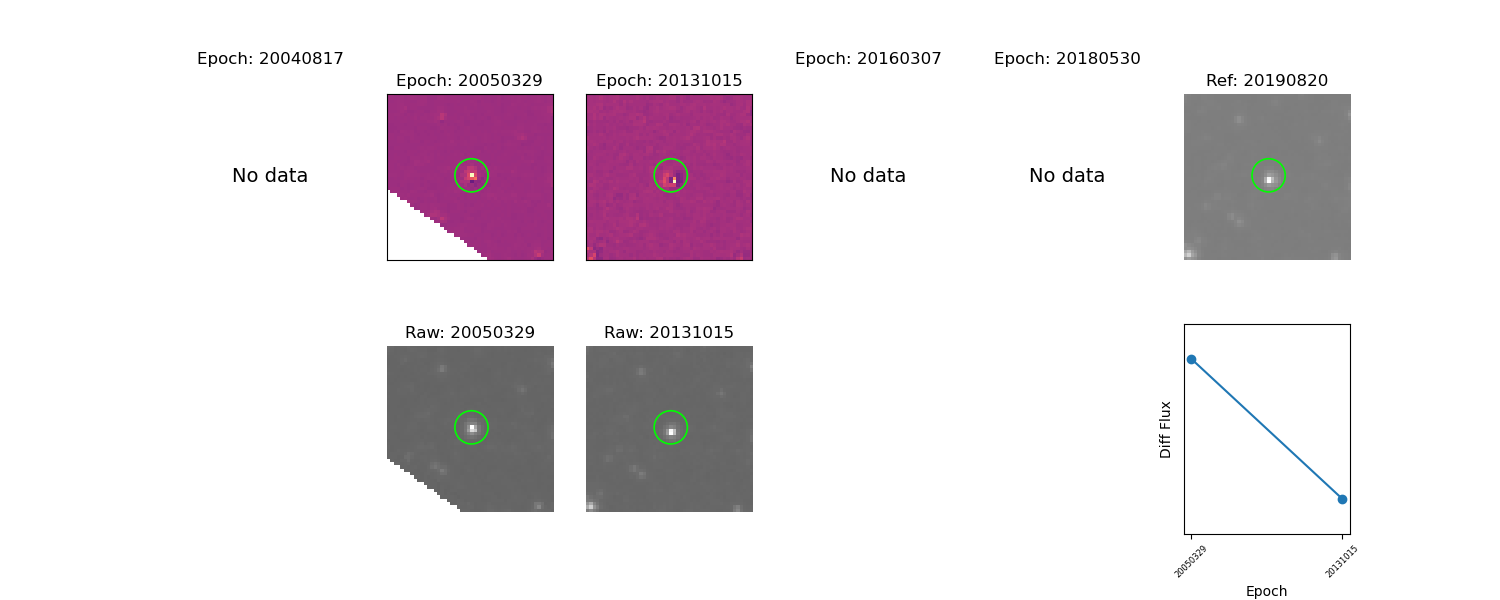 Epoch: 20040817
Epoch: 20160307
Epoch: 20180530
Epoch: 20050329
Epoch: 20131015
Ref: 20190820
No data
No data
No data
Raw: 20050329
Raw: 20131015
Diff Flux
20050329
20131015
Epoch